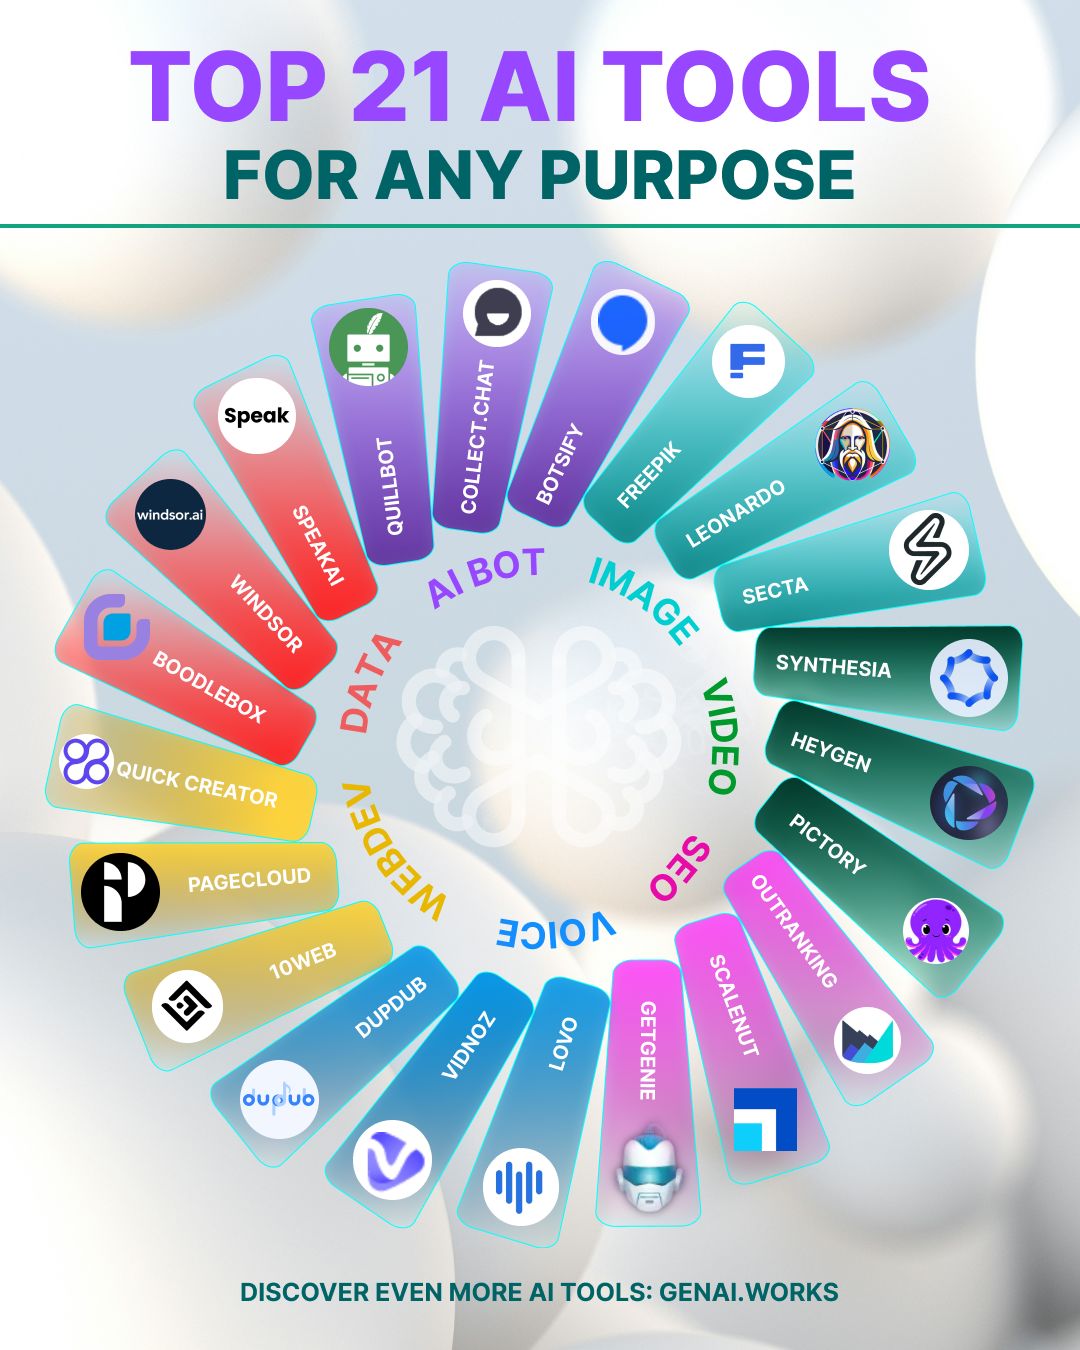 TOP 21 AI TOOLS
FOR ANY PURPOSE
AI BOT
QUILLBOT
COLLECT.CHAT
BOTSIFY
IMAGE
FREEPIK
LEONARDO
SECTA
VIDEO
SYNTHESIA
HEYGEN
PICTORY
SEO
OUTRANKING
SCALENUT
GETGENIE
VOICE
LOVO
VIDNOZ
DUPDUB
dupdub
WEBDEV
10WEB
PAGECLOUD
QUICK CREATOR
DATA
BOODLEBOX
WINDSOR
windsor.ai
SPEAKAI
Speak
DISCOVER EVEN MORE AI TOOLS: GENAI.WORKS